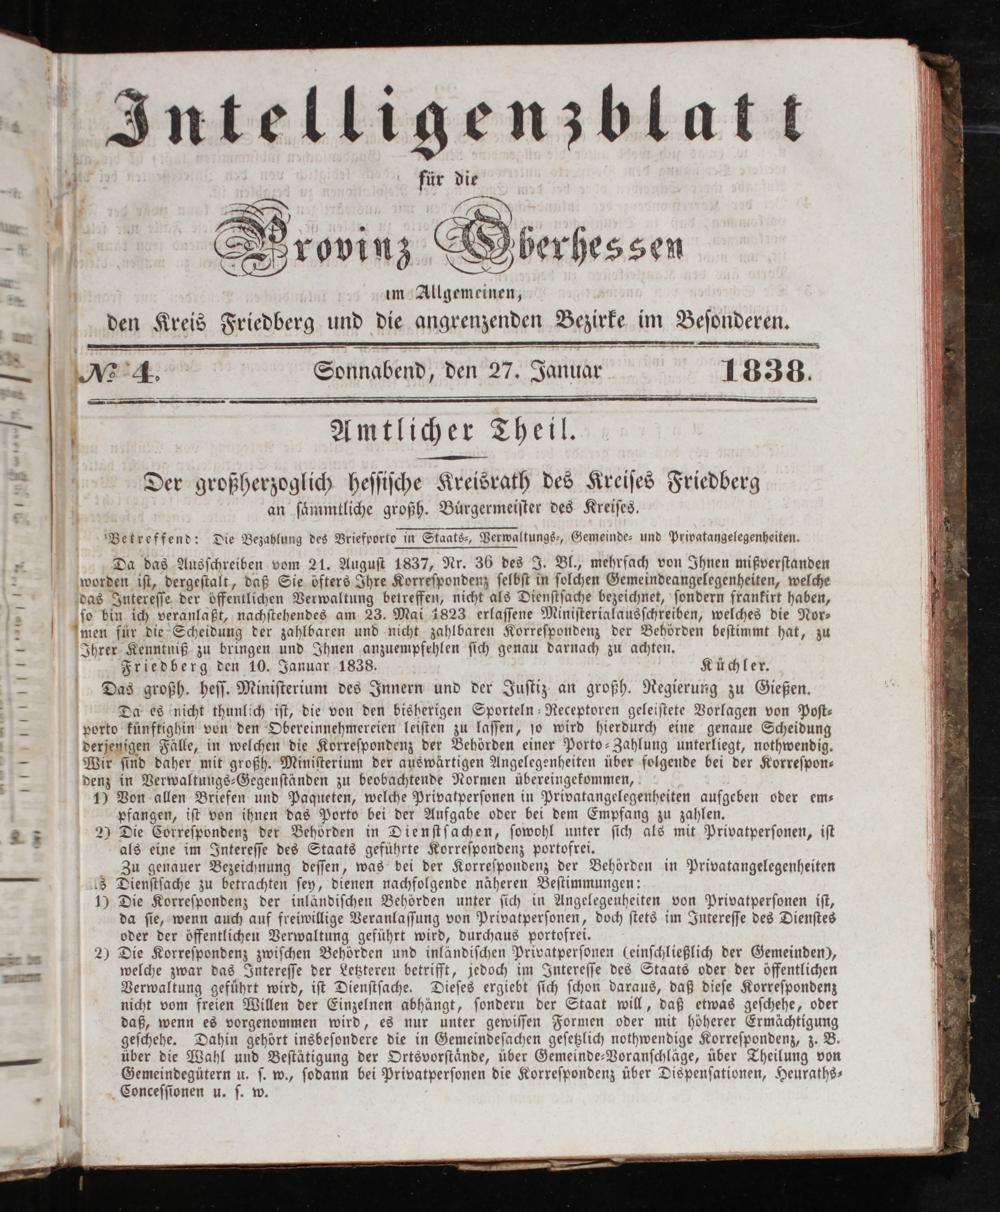 Intelligenzblatt
für die
Provinz Oberhessen
im Allgemeinen,
den Kreis Friedberg und die angrenzenden Bezirke im Besonderen.
№ 4. Sonnabend, den 27. Januar 1838.
Amtlicher Theil.
Der großherzoglich hessische Kreisrath des Kreises Friedberg
an sämmtliche großh. Bürgermeister des Kreises.
Betreffend: Die Bezahlung des Briefporto in Staats-, Verwaltungs-, Gemeinde- und Privatangelegenheiten.
Da das Ausschreiben vom 21. August 1837, Nr. 36 des J. Bl., mehrfach von Ihnen mißverstanden
worden ist, dergestalt, daß Sie öfters Ihre Korrespondenz selbst in solchen Gemeindeangelegenheiten, welche
das Interesse der öffentlichen Verwaltung betreffen, nicht als Dienstsache bezeichnet, sondern frankirt haben,
so bin ich veranlaßt, nachstehendes am 23. Mai 1823 erlassene Ministerialausschreiben, welches die Nor-
men für die Scheidung der zahlbaren und nicht zahlbaren Korrespondenz der Behörden bestimmt hat, zu
Ihrer Kenntniß zu bringen und Ihnen anzuempfehlen sich genau darnach zu achten.
Friedberg den 10. Januar 1838. Küchler.
Das großh. hess. Ministerium des Innern und der Justiz an großh. Regierung zu Gießen.
Da es nicht thunlich ist, die von den bisherigen Sporteln-Receptoren geleistete Vorlagen von Post-
porto künftighin von den Obereinnehmereien leisten zu lassen, so wird hierdurch eine genaue Scheidung
derjenigen Fälle, in welchen die Korrespondenz der Behörden einer Porto-Zahlung unterliegt, nothwendig.
Wir sind daher mit großh. Ministerium der auswärtigen Angelegenheiten über folgende bei der Korrespon-
denz in Verwaltungs-Gegenständen zu beobachtende Normen übereingekommen,
1) Von allen Briefen und Paqueten, welche Privatpersonen in Privatangelegenheiten aufgeben oder em-
pfangen, ist von ihnen das Porto bei der Aufgabe oder bei dem Empfang zu zahlen.
2) Die Correspondenz der Behörden in Dienstsachen, sowohl unter sich als mit Privatpersonen, ist
als eine im Interesse des Staats geführte Korrespondenz portofrei.
Zu genauer Bezeichnung dessen, was bei der Korrespondenz der Behörden in Privatangelegenheiten
als Dienstsache zu betrachten sey, dienen nachfolgende näheren Bestimmungen:
1) Die Korrespondenz der inländischen Behörden unter sich in Angelegenheiten von Privatpersonen ist,
da sie, wenn auch auf freiwillige Veranlassung von Privatpersonen, doch stets im Interesse des Dienstes
oder der öffentlichen Verwaltung geführt wird, durchaus portofrei.
2) Die Korrespondenz zwischen Behörden und inländischen Privatpersonen (einschließlich der Gemeinden),
welche zwar das Interesse der Letzteren betrifft, jedoch im Interesse des Staats oder der öffentlichen
Verwaltung geführt wird, ist Dienstsache. Dieses ergiebt sich schon daraus, daß diese Korrespondenz
nicht vom freien Willen der Einzelnen abhängt, sondern der Staat will, daß etwas geschehe, oder
daß, wenn es vorgenommen wird, es nur unter gewissen Formen oder mit höherer Ermächtigung
geschehe. Dahin gehört insbesondere die in Gemeindesachen gesetzlich nothwendige Korrespondenz, z. B.
über die Wahl und Bestätigung der Ortsvorstände, über Gemeinde-Voranschläge, über Theilung von
Gemeindegütern u. s. w., sodann bei Privatpersonen die Korrespondenz über Dispensationen, Heuraths-
Concessionen u. s. w.